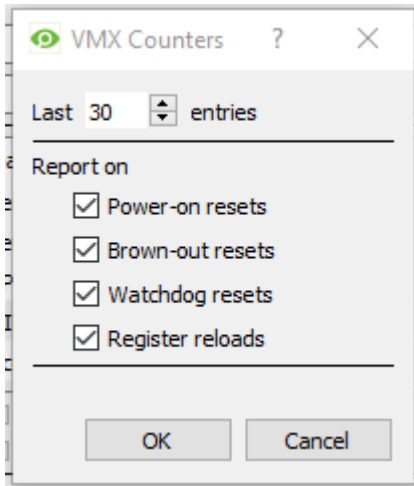 VMX Counters ? ×
Last 30 entries
Report on
Power-on resets
Brown-out resets
Watchdog resets
Register reloads
OK Cancel